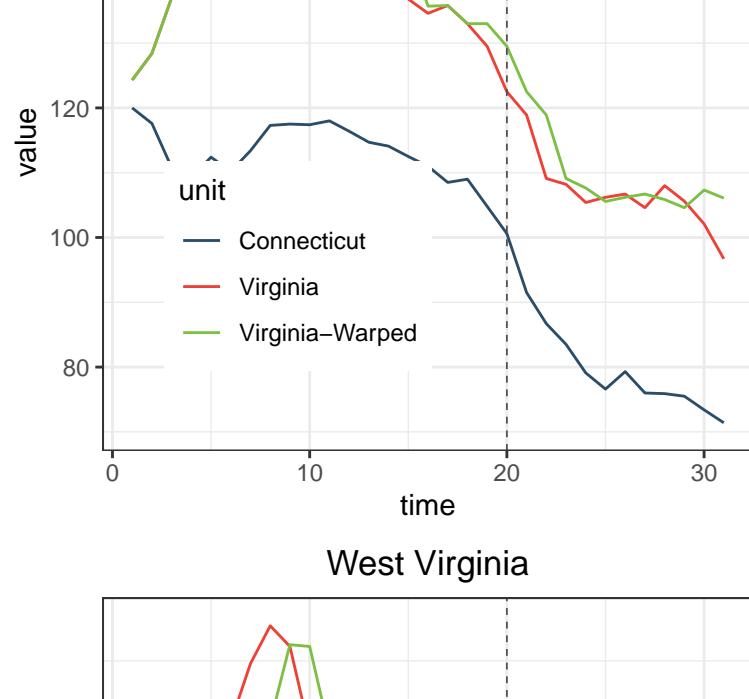 120
value
unit
Connecticut
100
Virginia
Virginia−Warped
80
0 10 20 30
time
West Virginia